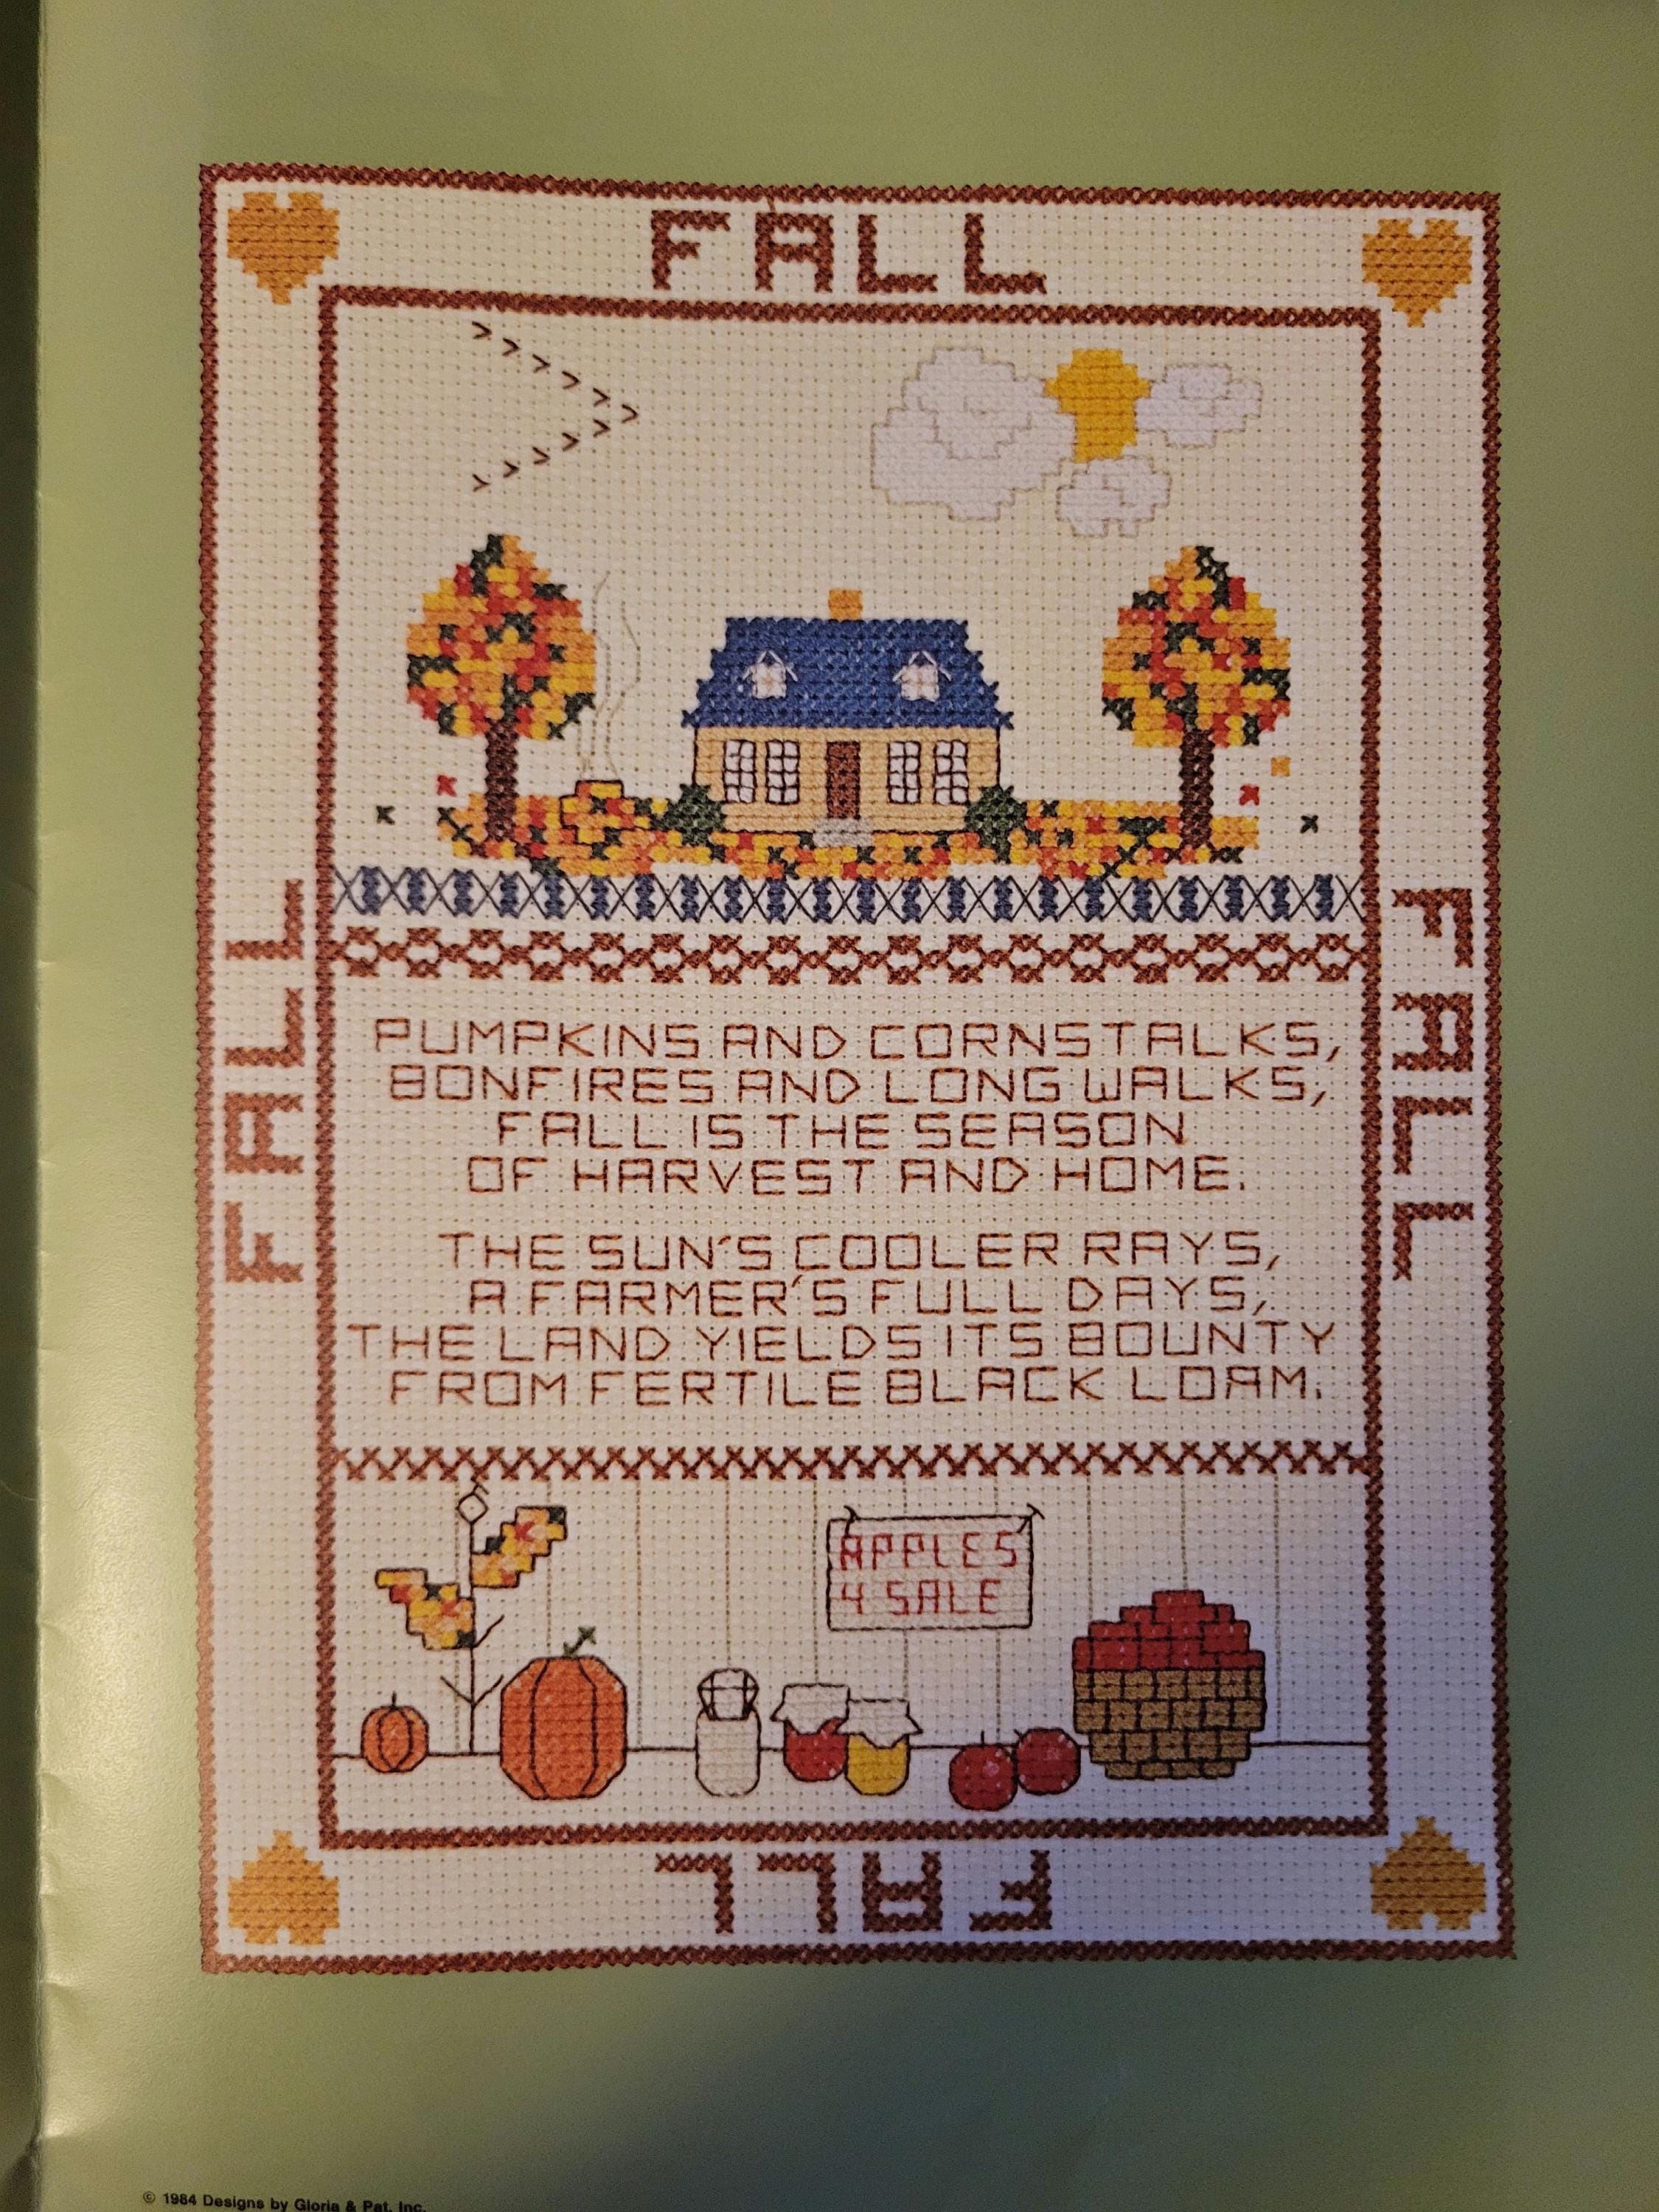 FALL
FALL
FALL
PUMPKINS AND CORNSTALKS,
BONFIRES AND LONG WALKS,
FALL IS THE SEASON
OF HARVEST AND HOME.
THE SUN'S COOLER RAYS,
A FARMER'S FULL DAYS,
THE LAND YIELDS ITS BOUNTY
FROM FERTILE BLACK LOAM.
APPLES
4 SALE
FALL
© 1984 Designs by Gloria & Pat, Inc.